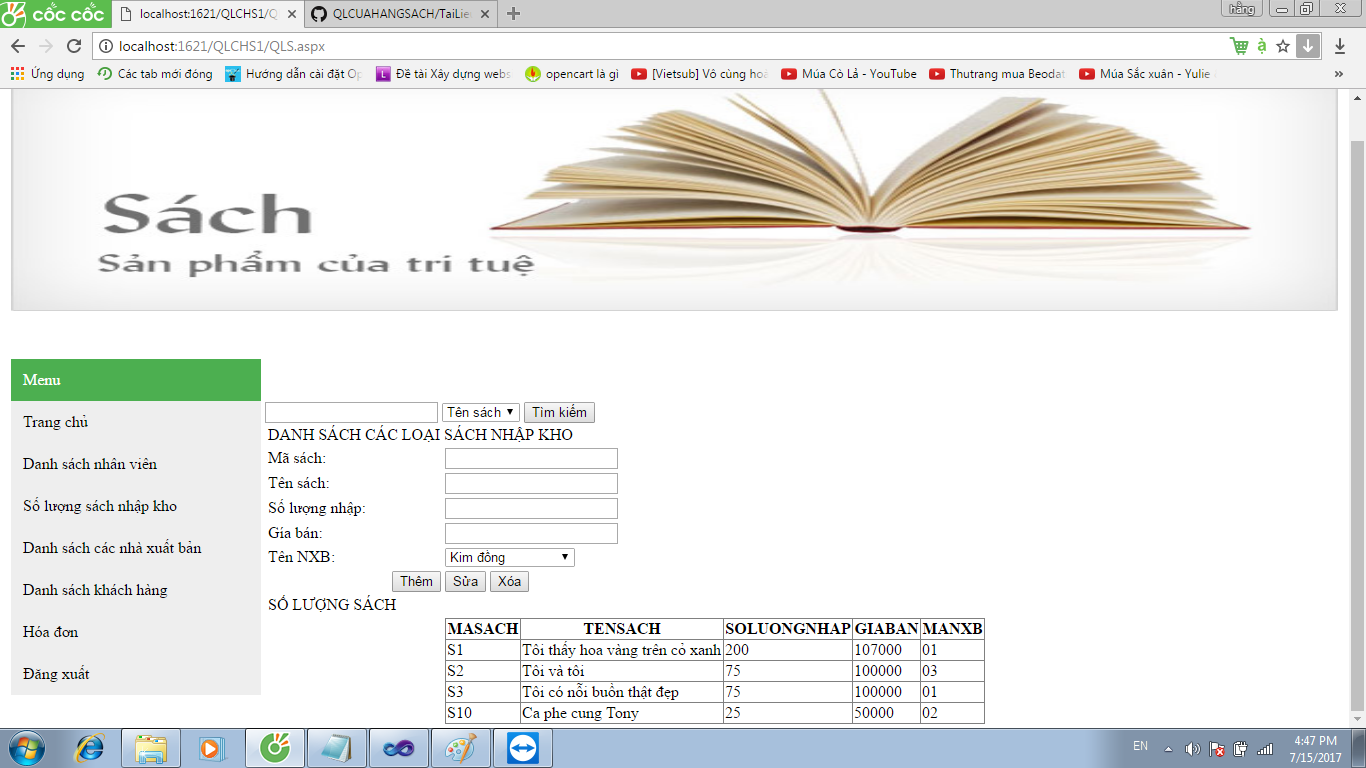 cốc cốc
localhost:1621/QLCHS1/Q
QLCUAHANGSACH/TaiLie
hằng
localhost:1621/QLCHS1/QLS.aspx
Ứng dụng
Các tab mới đóng
Hướng dẫn cài đặt Op
Đề tài Xây dựng webs
opencart là gì
[Vietsub] Vô cùng hoà
Múa Cò Lả - YouTube
Thutrang mua Beodat
Múa Sắc xuân - Yulie
»
Sách
Sản phẩm của trí tuệ
Menu
Trang chủ
Danh sách nhân viên
Số lượng sách nhập kho
Danh sách các nhà xuất bản
Danh sách khách hàng
Hóa đơn
Đăng xuất
Tên sách Tìm kiếm
DANH SÁCH CÁC LOẠI SÁCH NHẬP KHO
Mã sách:
Tên sách:
Số lượng nhập:
Gía bán:
Tên NXB: Kim đồng
Thêm Sửa Xóa
SỐ LƯỢNG SÁCH
MASACH TENSACH SOLUONGNHAP GIABAN MANXB
S1 Tôi thấy hoa vàng trên cỏ xanh 200 107000 01
S2 Tôi và tôi 75 100000 03
S3 Tôi có nỗi buồn thật đẹp 75 100000 01
S10 Ca phe cung Tony 25 50000 02
EN
4:47 PM
7/15/2017